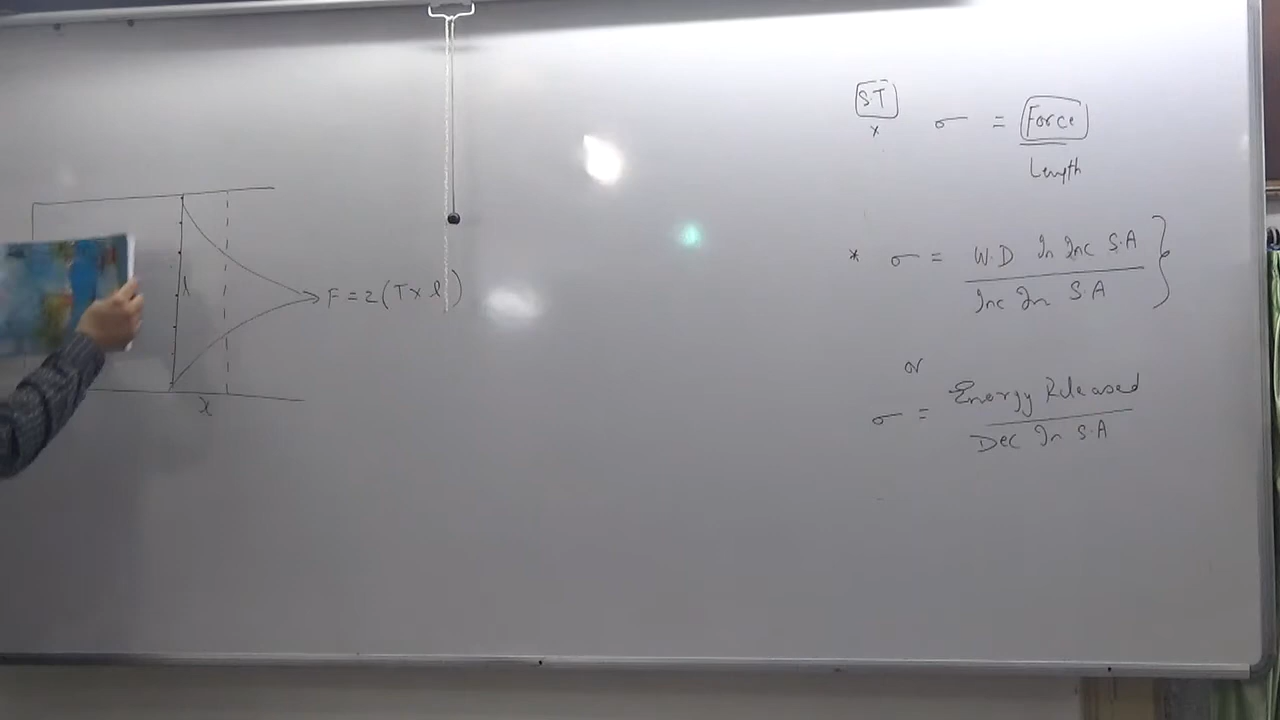 l
F = 2(T × l)
x
S.T
×
σ = Force
Length
* σ = W.D In Inc S.A
Inc In S.A
or
σ = Energy Released
Dec In S.A